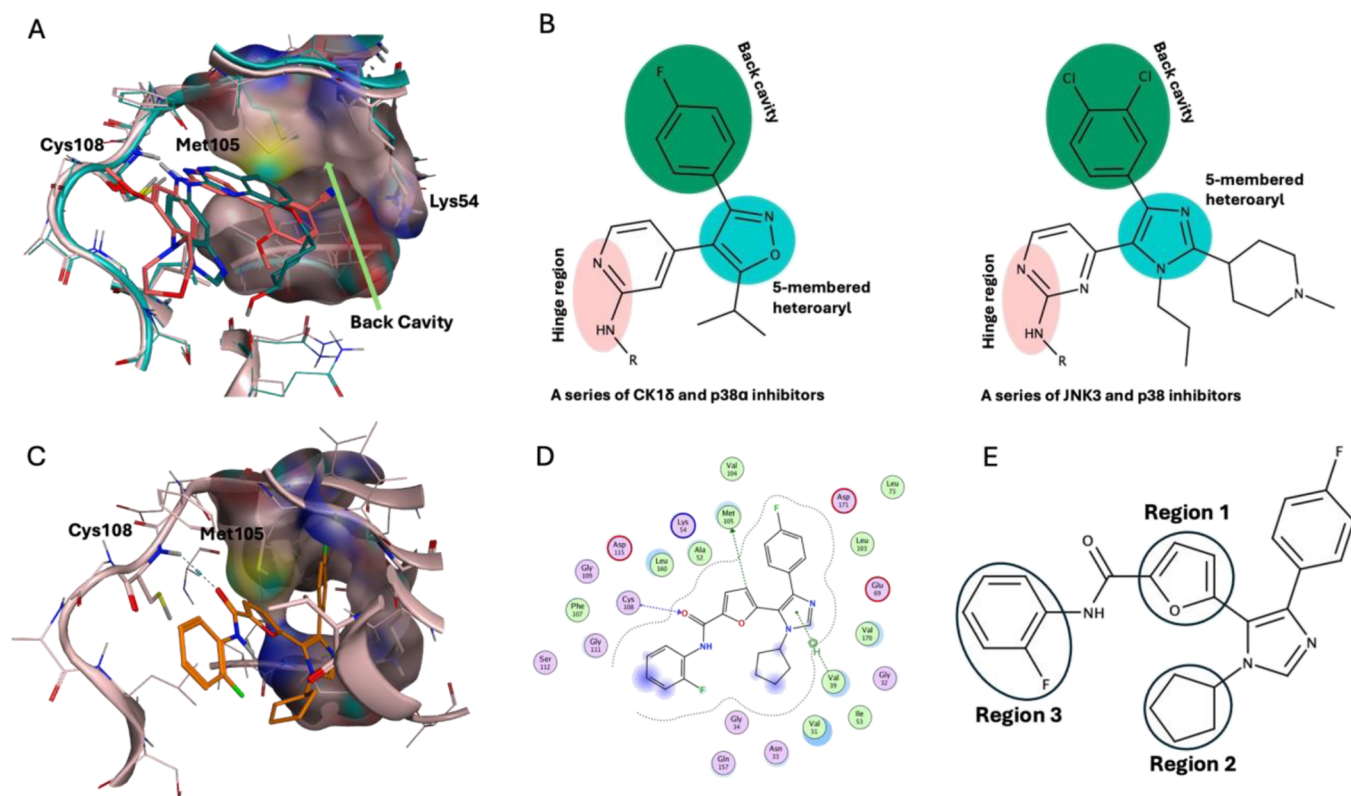 A
Cys108
Met105
Lys54
Back Cavity
B
F
Back cavity
N
O
N
HN
R
Hinge region
5-membered
heteroaryl
A series of CK1δ and p38α inhibitors
Cl
Cl
Back cavity
5-membered
heteroaryl
N
N
N
N
N
HN
R
Hinge region
A series of JNK3 and p38 inhibitors
C
Cys108
Met105
D
Val
104
Leu
73
Asp
171
Met
105
Lys
54
F
Asp
115
Leu
160
Ala
52
Leu
103
Gly
109
Glu
69
Cys
108
Phe
107
O
O
N
N
Val
170
Gly
111
NH
H
Ser
112
F
Val
39
Gly
32
Gly
34
Val
31
Ile
53
Gln
157
Asn
33
E
F
Region 1
O
O
NH
N
N
F
Region 3
Region 2